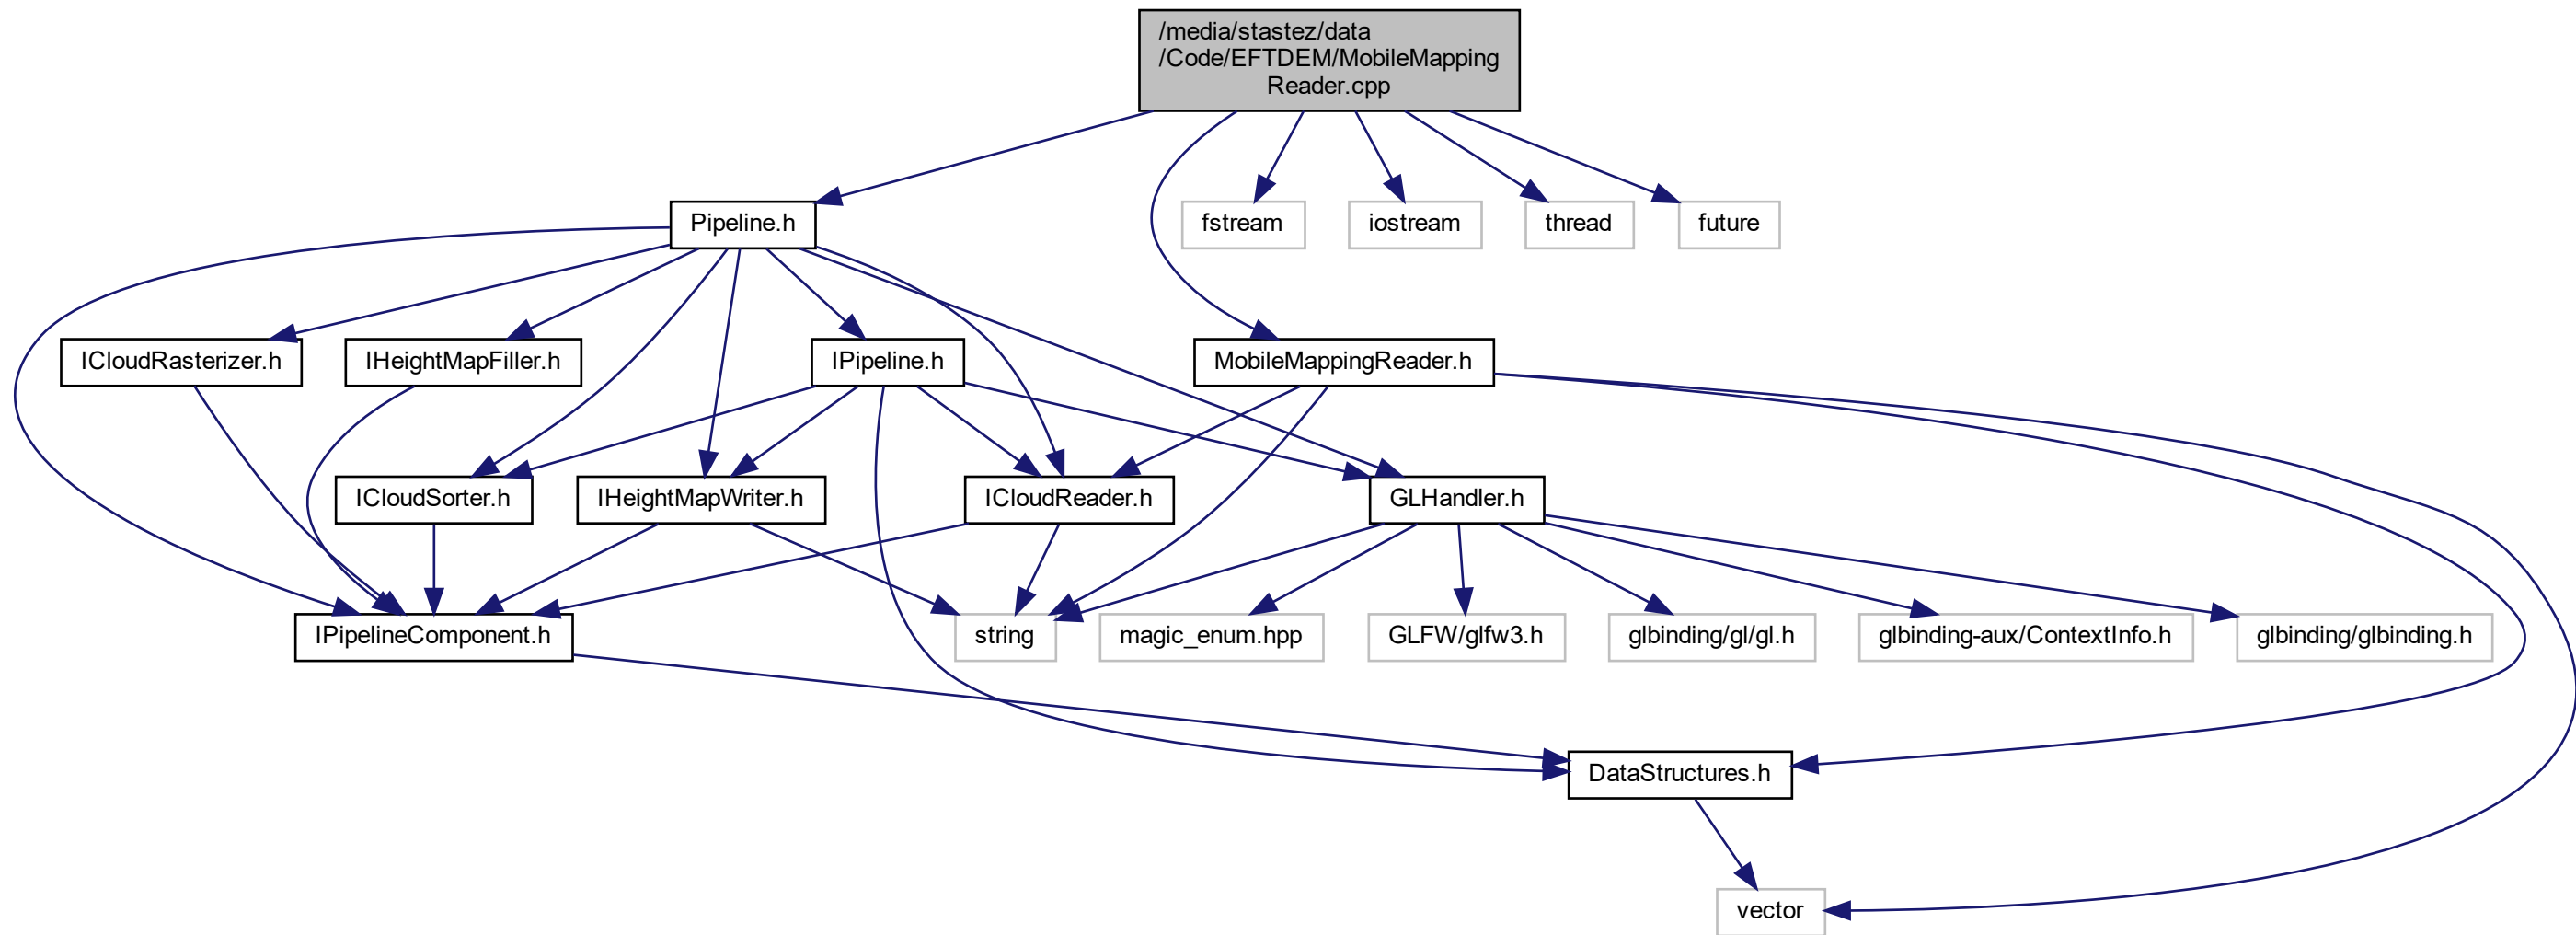 /media/stastez/data
/Code/EFTDEM/MobileMapping
Reader.cpp
Pipeline.h
fstream
iostream
thread
future
ICloudRasterizer.h
IHeightMapFiller.h
IPipeline.h
MobileMappingReader.h
ICloudSorter.h
IHeightMapWriter.h
ICloudReader.h
GLHandler.h
IPipelineComponent.h
string
magic_enum.hpp
GLFW/glfw3.h
glbinding/gl/gl.h
glbinding-aux/ContextInfo.h
glbinding/glbinding.h
DataStructures.h
vector